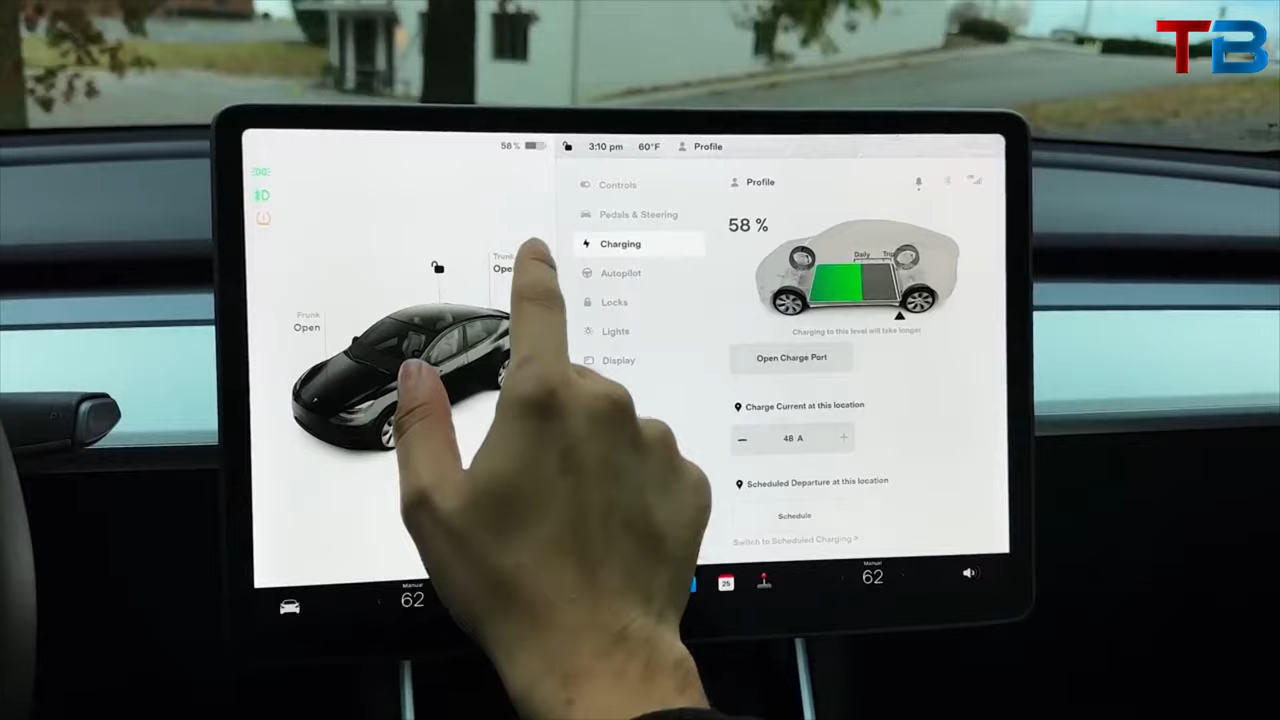 TB
58 %
3:10 pm
60°F
Profile
Controls
Profile
Pedals & Steering
58 %
Charging
Trunk
Open
Daily
Trip
Autopilot
Locks
Frunk
Open
Lights
Charging to this level will take longer
Display
Open Charge Port
Charge Current at this location
48 A
Scheduled Departure at this location
Schedule
Switch to Scheduled Charging >
Manual
62
25
Manual
62